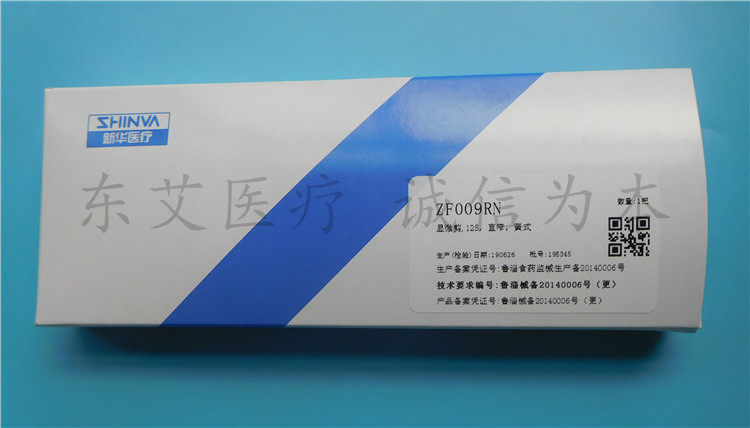 SHINVA
新华医疗
东艾医疗 诚信为本
ZF009RN
数量:1把
显微剪,125,直窄,簧式
生产(检验)日期:190626 批号:195345
生产备案凭证号:鲁淄食药监械生产备20140006号
技术要求编号:鲁淄械备20140006号(更)
产品备案凭证号:鲁淄械备20140006号(更)